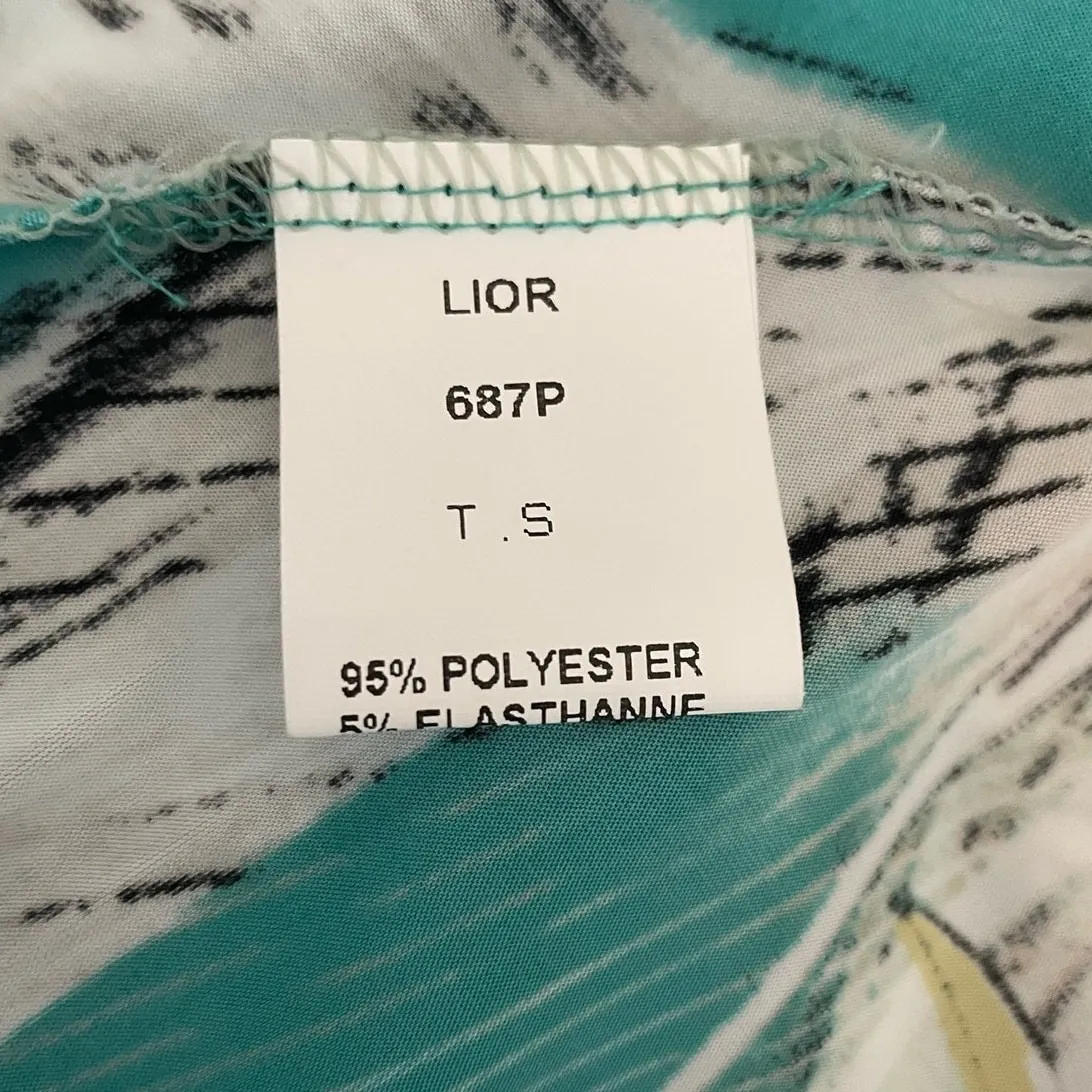 LIOR
687P
T.S
95% POLYESTER
5% ELASTHANNE